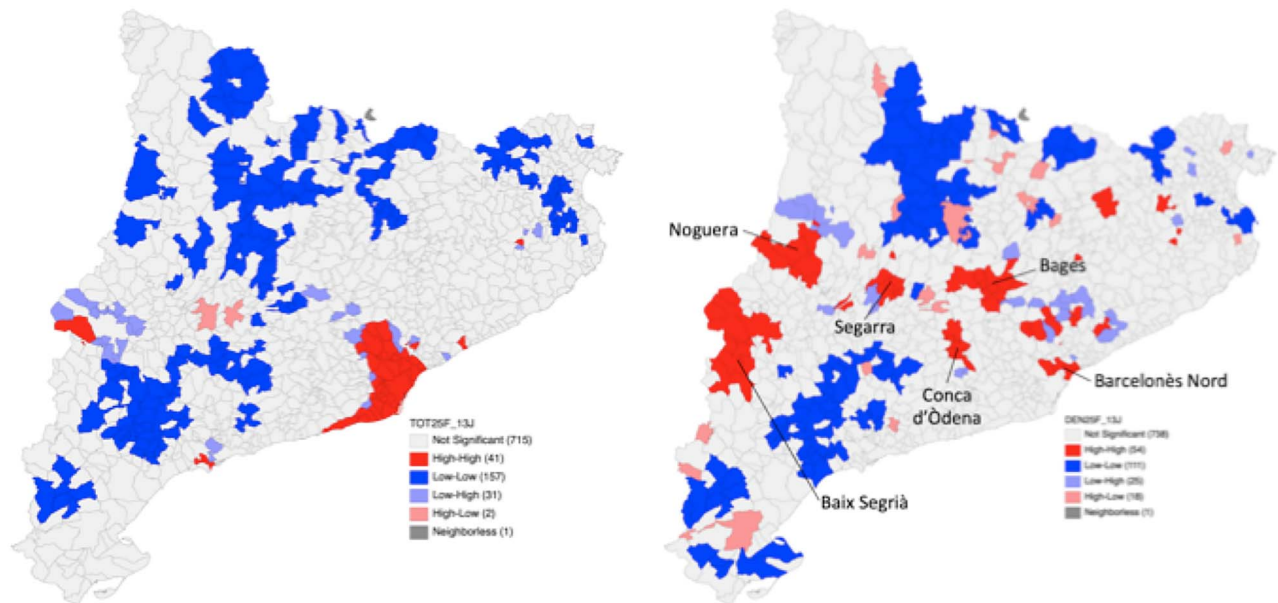 TOT25F_13J
Not Significant (715)
High-High (41)
Low-Low (157)
Low-High (31)
High-Low (2)
Neighborless (1)
Noguera
Bages
Segarra
Barcelonès Nord
Conca
d'Òdena
Baix Segrià
DEN25F_13J
Not Significant (738)
High-High (54)
Low-Low (111)
Low-High (25)
High-Low (18)
Neighborless (1)